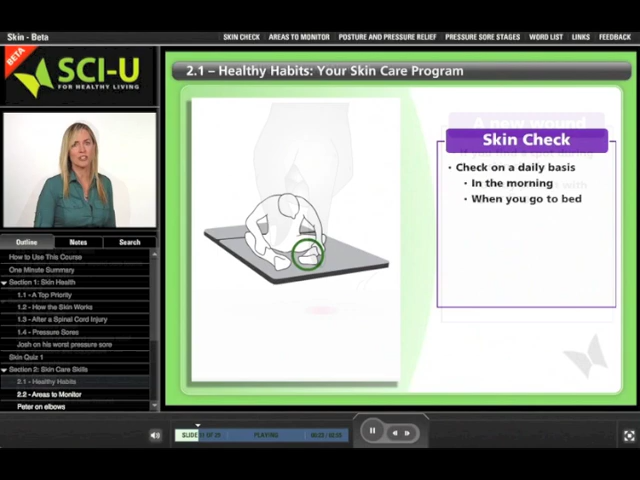 Skin - Beta
SKIN CHECK
AREAS TO MONITOR
POSTURE AND PRESSURE RELIEF
PRESSURE SORE STAGES
WORD LIST
LINKS
FEEDBACK
BETA
SCI-U
FOR HEALTHY LIVING
2.1 – Healthy Habits: Your Skin Care Program
A new wound
Skin Check
• Check on a daily basis
• In the morning
• When you go to bed
Outline
Notes
Search
How to Use This Course
One Minute Summary
Section 1: Skin Health
1.1 - A Top Priority
1.2 - How the Skin Works
1.3 - After a Spinal Cord Injury
1.4 - Pressure Sores
Josh on his worst pressure sore
Skin Quiz 1
Section 2: Skin Care Skills
2.1 - Healthy Habits
2.2 - Areas to Monitor
Peter on elbows
SLIDE
OF
PLAYING